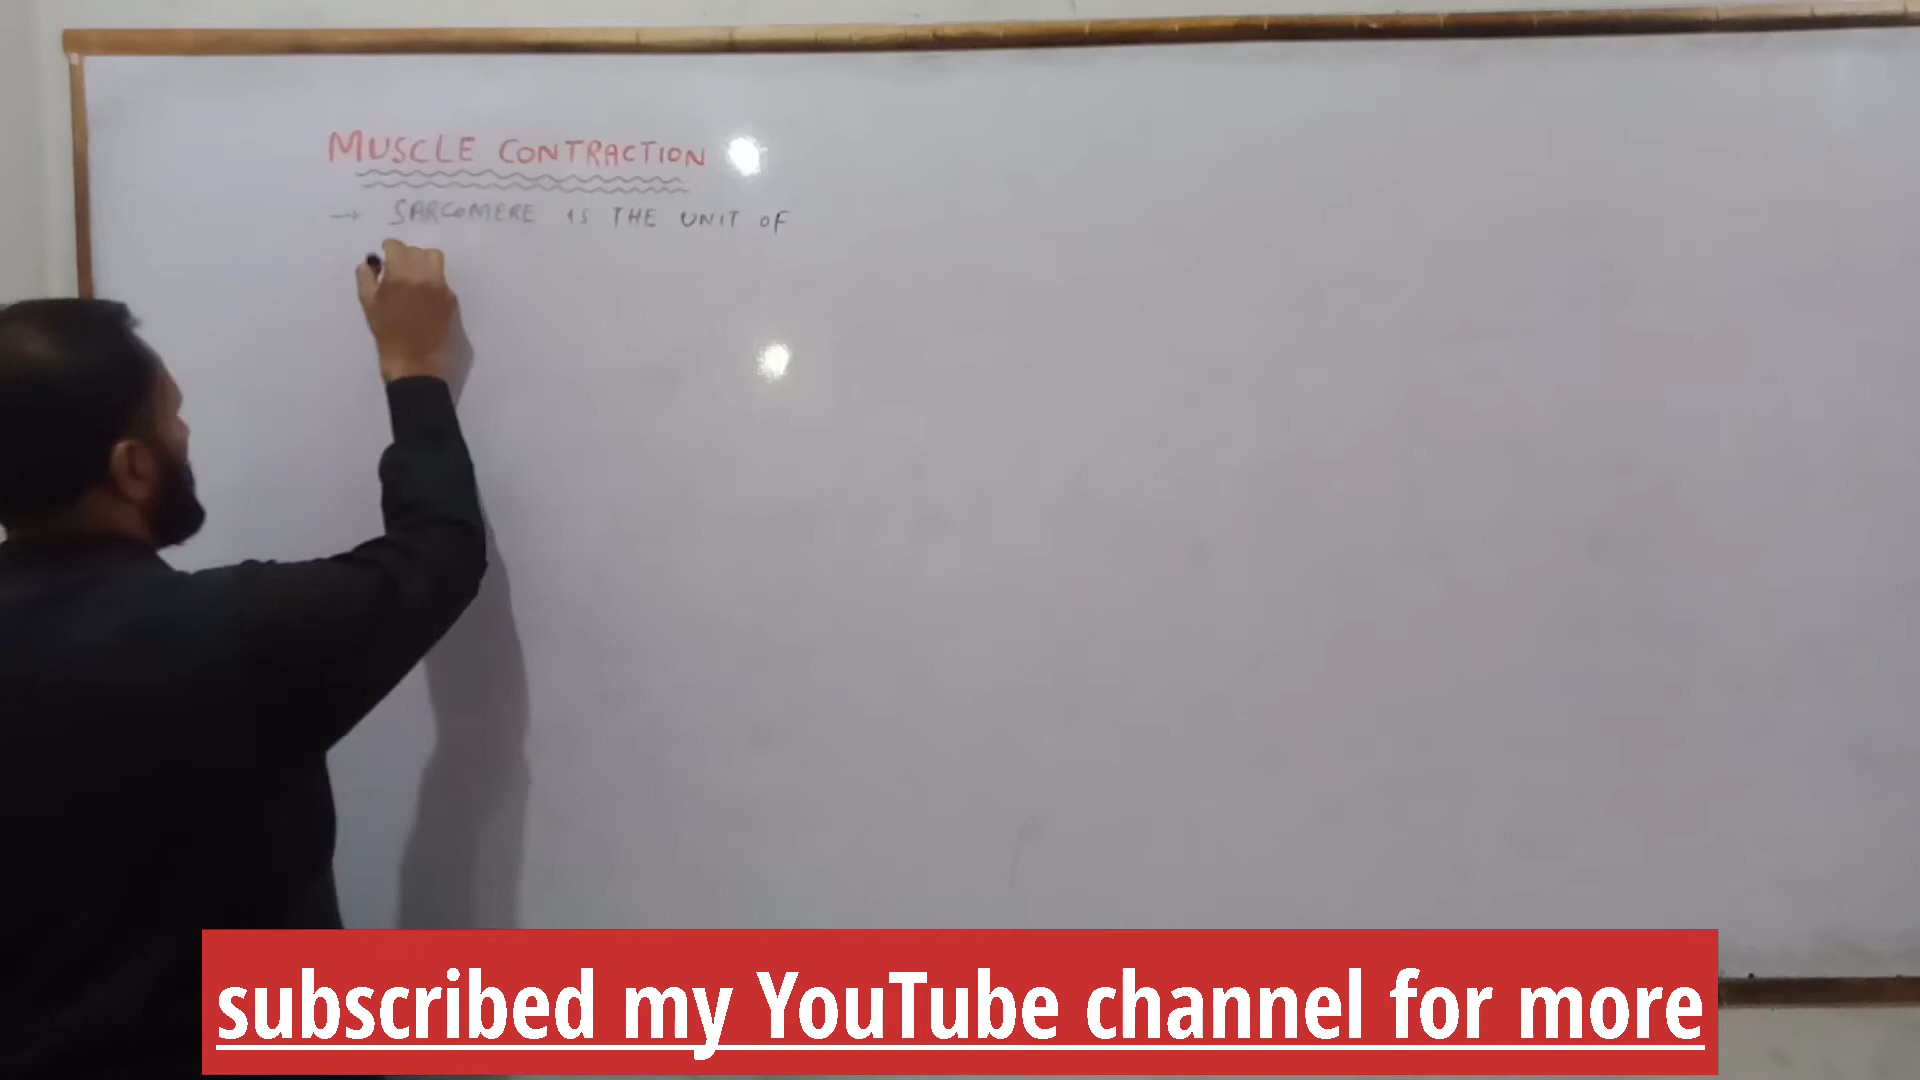 MUSCLE CONTRACTION
→ SARCOMERE IS THE UNIT OF
subscribed my YouTube channel for more